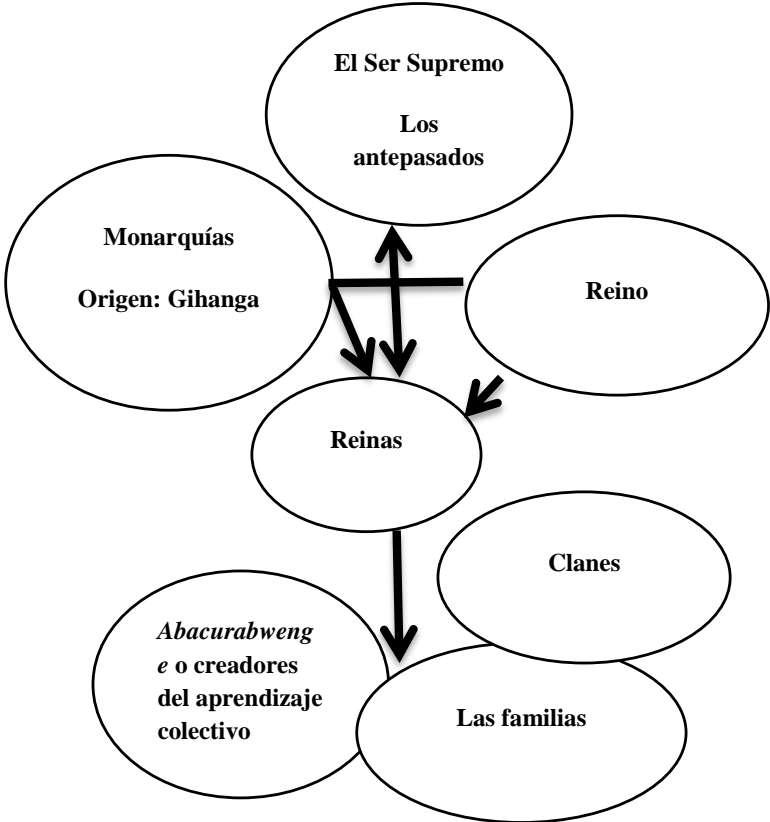 El Ser Supremo
Los
antepasados
Monarquías
Origen: Gihanga
Reino
Reinas
Clanes
Abacurabweng
e o creadores
del aprendizaje
colectivo
Las familias